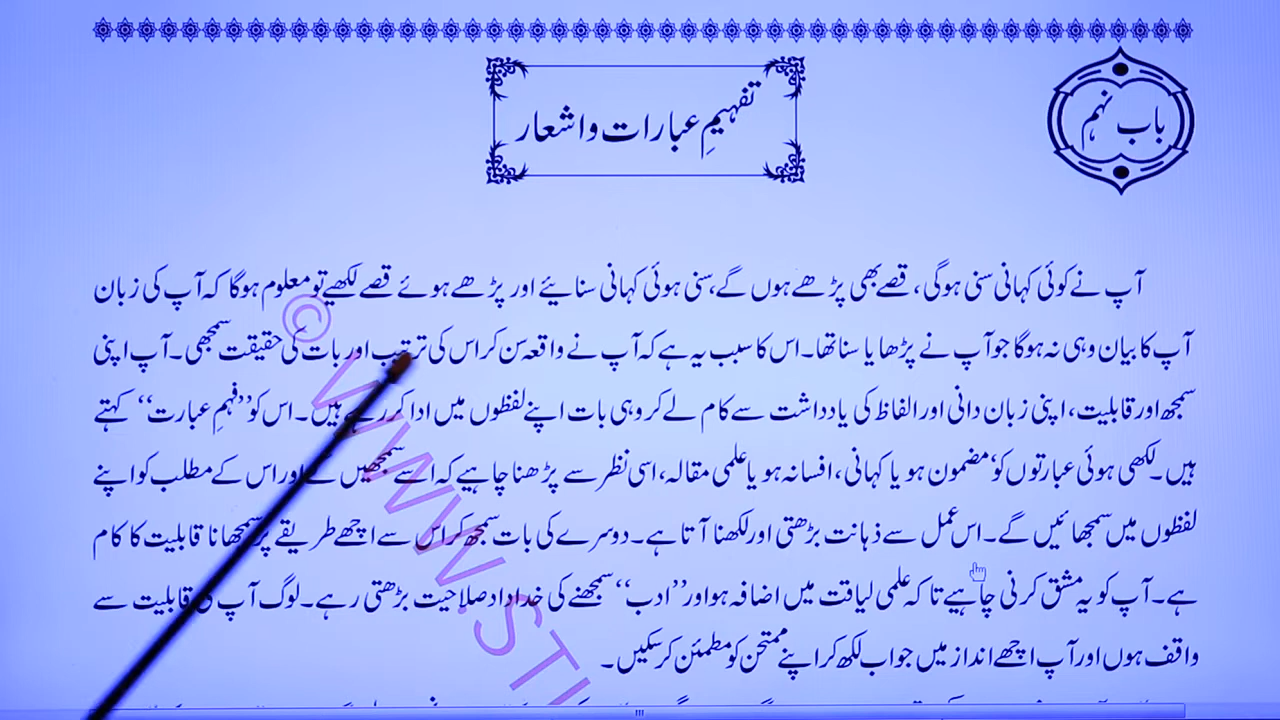 باب نہم
تفہیمِ عبارات و اشعار
آپ نے کوئی کہانی سنی ہوگی، قصے بھی پڑھے ہوں گے، سنی ہوئی کہانی سنائیے اور پڑھے ہوئے قصے لکھیے تو معلوم ہوگا کہ آپ کی زبان
آپ کا بیان وہی نہ ہوگا جو آپ نے پڑھا یا سنا تھا۔ اس کا سبب یہ ہے کہ آپ نے واقعہ سن کر اس کی ترتیب اور بات کی حقیقت سمجھی۔ آپ اپنی
سمجھ اور قابلیت، اپنی زبان دانی اور الفاظ کی یادداشت سے کام لے کر وہی بات اپنے لفظوں میں ادا کررہے ہیں۔ اس کو ”فہمِ عبارت“ کہتے
ہیں۔ لکھی ہوئی عبارتوں کو، مضمون ہو یا کہانی، افسانہ ہو یا علمی مقالہ، اسی نظر سے پڑھنا چاہیے کہ اسے سمجھیں گے اور اس کے مطلب کو اپنے
لفظوں میں سمجھائیں گے۔ اس عمل سے ذہانت بڑھتی اور لکھنا آتا ہے۔ دوسرے کی بات سمجھ کر اس سے اچھے طریقے پر سمجھانا قابلیت کا کام
ہے۔ آپ کو یہ مشق کرنی چاہیے تاکہ علمی لیاقت میں اضافہ ہو اور ”ادب“ سمجھنے کی خداداد صلاحیت بڑھتی رہے۔ لوگ آپ کی قابلیت سے
واقف ہوں اور آپ اچھے انداز میں جواب لکھ کر اپنے ممتحن کو مطمئن کرسکیں۔
© WWW.ST